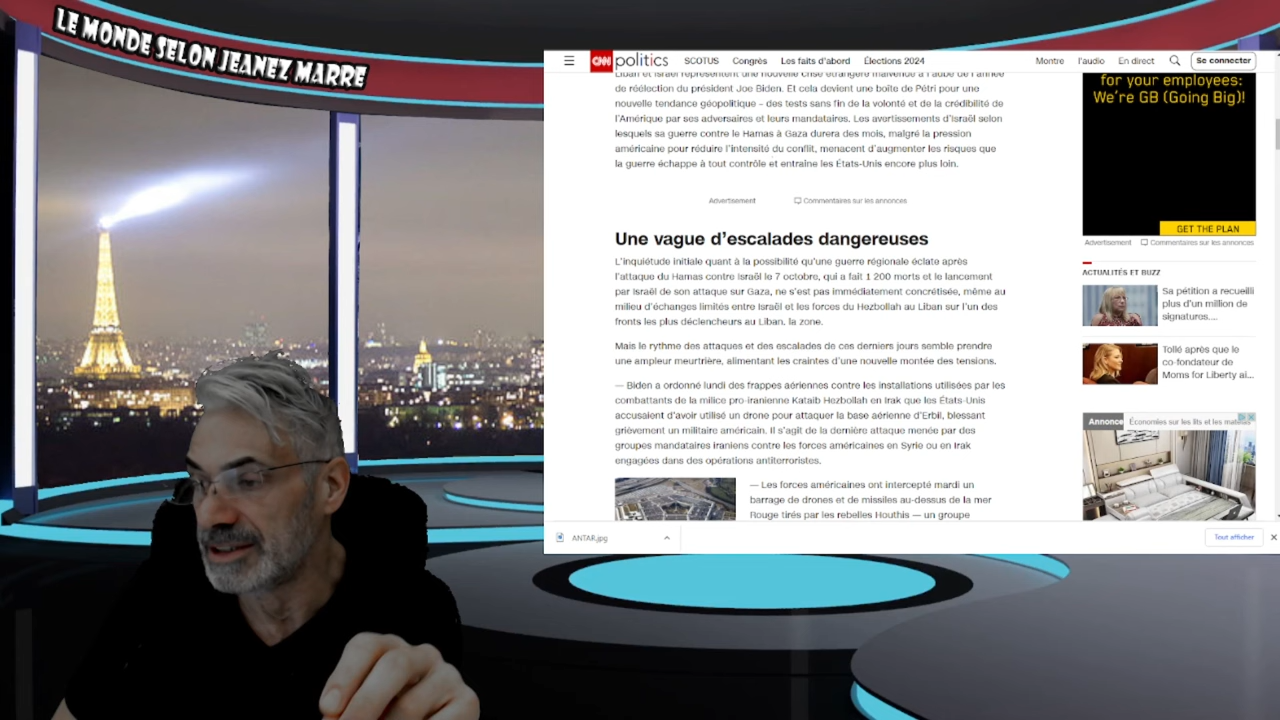 LE MONDE SELON JEANEZ MARRE
CNN politics SCOTUS Congrès Les faits d'abord Élections 2024 Montre l'audio En direct Se connecter
Liban et Israël représentent une nouvelle crise étrangère malvenue à l'aube de l'année
de réélection du président Joe Biden. Et cela devient une boîte de Pétri pour une
nouvelle tendance géopolitique – des tests sans fin de la volonté et de la crédibilité de
l'Amérique par ses adversaires et leurs mandataires. Les avertissements d'Israël selon
lesquels sa guerre contre le Hamas à Gaza durera des mois, malgré la pression
américaine pour réduire l'intensité du conflit, menacent d'augmenter les risques que
la guerre échappe à tout contrôle et entraîne les États-Unis encore plus loin.
Advertisement Commentaires sur les annonces
Une vague d'escalades dangereuses
L'inquiétude initiale quant à la possibilité qu'une guerre régionale éclate après
l'attaque du Hamas contre Israël le 7 octobre, qui a fait 1 200 morts et le lancement
par Israël de son attaque sur Gaza, ne s'est pas immédiatement concrétisée, même au
milieu d'échanges limités entre Israël et les forces du Hezbollah au Liban sur l'un des
fronts les plus déclencheurs au Liban. la zone.
Mais le rythme des attaques et des escalades de ces derniers jours semble prendre
une ampleur meurtrière, alimentant les craintes d'une nouvelle montée des tensions.
— Biden a ordonné lundi des frappes aériennes contre les installations utilisées par les
combattants de la milice pro-iranienne Kataib Hezbollah en Irak que les États-Unis
accusaient d'avoir utilisé un drone pour attaquer la base aérienne d'Erbil, blessant
grièvement un militaire américain. Il s'agit de la dernière attaque menée par des
groupes mandataires iraniens contre les forces américaines en Syrie ou en Irak
engagées dans des opérations antiterroristes.
— Les forces américaines ont intercepté mardi un
barrage de drones et de missiles au-dessus de la mer
Rouge tirés par les rebelles Houthis — un groupe
for your employees:
We're GB (Going Big)!
GET THE PLAN
Advertisement Commentaires sur les annonces
ACTUALITÉS ET BUZZ
Sa pétition a recueilli
plus d'un million de
signatures....
Tollé après que le
co-fondateur de
Moms for Liberty ai...
Annonce Économies sur les lits et les matelas
ANTAR.jpg
Tout afficher